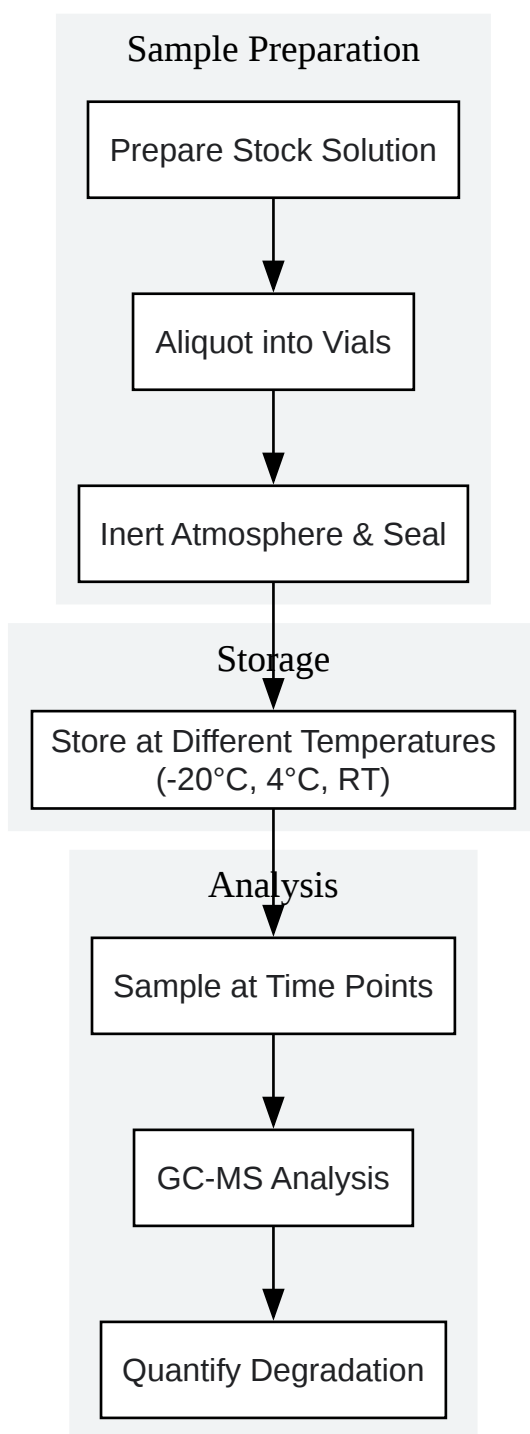 Sample Preparation
Prepare Stock Solution
Aliquot into Vials
Inert Atmosphere & Seal
Storage
Store at Different Temperatures
(-20°C, 4°C, RT)
Analysis
Sample at Time Points
GC-MS Analysis
Quantify Degradation